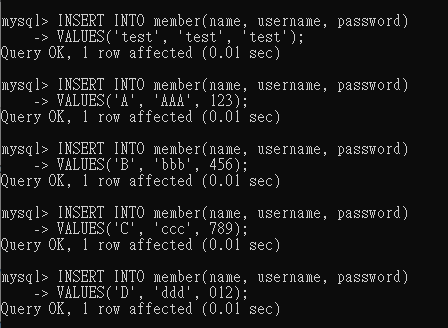 mysql> INSERT INTO member(name, username, password)
    -> VALUES('test', 'test', 'test');
Query OK, 1 row affected (0.01 sec)
mysql> INSERT INTO member(name, username, password)
    -> VALUES('A', 'AAA', 123);
Query OK, 1 row affected (0.01 sec)
mysql> INSERT INTO member(name, username, password)
    -> VALUES('B', 'bbb', 456);
Query OK, 1 row affected (0.01 sec)
mysql> INSERT INTO member(name, username, password)
    -> VALUES('C', 'ccc', 789);
Query OK, 1 row affected (0.01 sec)
mysql> INSERT INTO member(name, username, password)
    -> VALUES('D', 'ddd', 012);
Query OK, 1 row affected (0.01 sec)